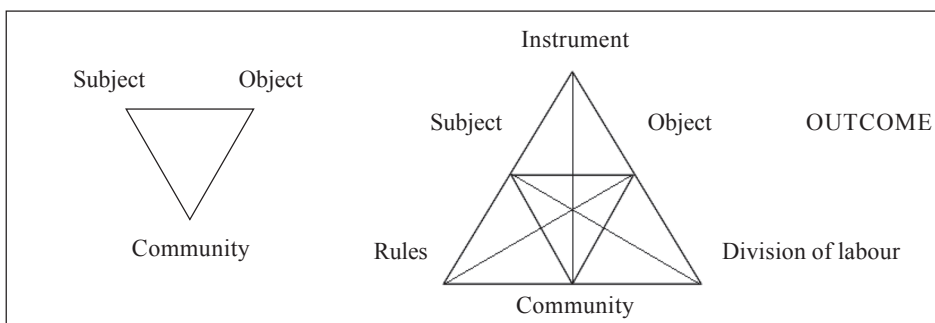 Instrument
Subject Object
Subject Object OUTCOME
Community
Rules Division of labour
Community